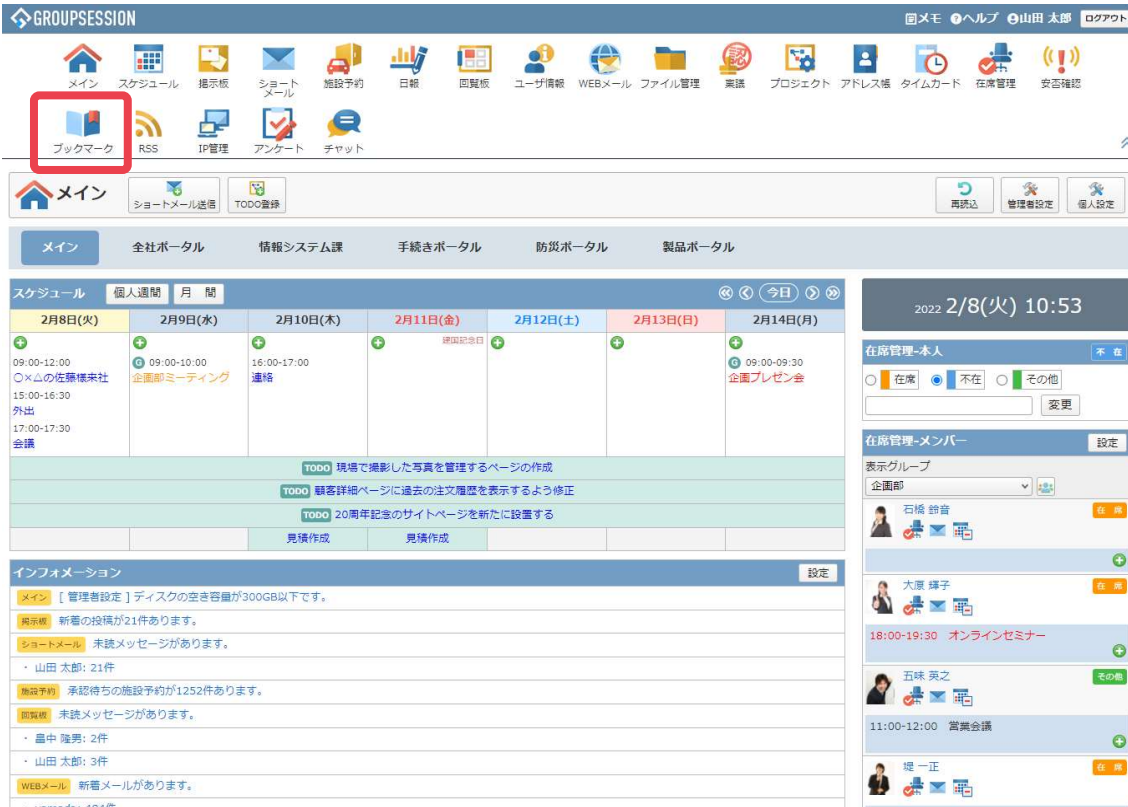 GROUPSESSION
メモ ヘルプ 山田 太郎 ログアウト
メイン スケジュール 掲示板 ショートメール 施設予約 日報 回覧板 ユーザ情報 WEBメール ファイル管理 稟議 プロジェクト アドレス帳 タイムカード 在席管理 安否確認
ブックマーク RSS IP管理 アンケート チャット
メイン ショートメール送信 TODO登録 再読込 管理者設定 個人設定
メイン 全社ポータル 情報システム課 手続きポータル 防災ポータル 製品ポータル
スケジュール 個人週間 月 間 今日
2月8日(火) 2月9日(水) 2月10日(木) 2月11日(金) 2月12日(土) 2月13日(日) 2月14日(月)
建国記念日
09:00-12:00 G 09:00-10:00 16:00-17:00 G 09:00-09:30
〇×△の佐藤様来社 企画部ミーティング 連絡 企画プレゼン会
15:00-16:30
外出
17:00-17:30
会議
TODO 現場で撮影した写真を管理するページの作成
TODO 顧客詳細ページに過去の注文履歴を表示するよう修正
TODO 20周年記念のサイトページを新たに設置する
見積作成 見積作成
インフォメーション 設定
メイン [ 管理者設定 ] ディスクの空き容量が300GB以下です。
掲示板 新着の投稿が21件あります。
ショートメール 未読メッセージがあります。
・ 山田 太郎: 21件
施設予約 承認待ちの施設予約が1252件あります。
回覧板 未読メッセージがあります。
・ 畠中 隆男: 2件
・ 山田 太郎: 3件
WEBメール 新着メールがあります。
2022 2/8(火) 10:53
在席管理-本人 不 在
在席 不在 その他
変更
在席管理-メンバー 設定
表示グループ
企画部
石橋 鈴音 在 席
大原 輝子 在 席
18:00-19:30 オンラインセミナー
五味 英之 その他
11:00-12:00 営業会議
堤 一正 在 席